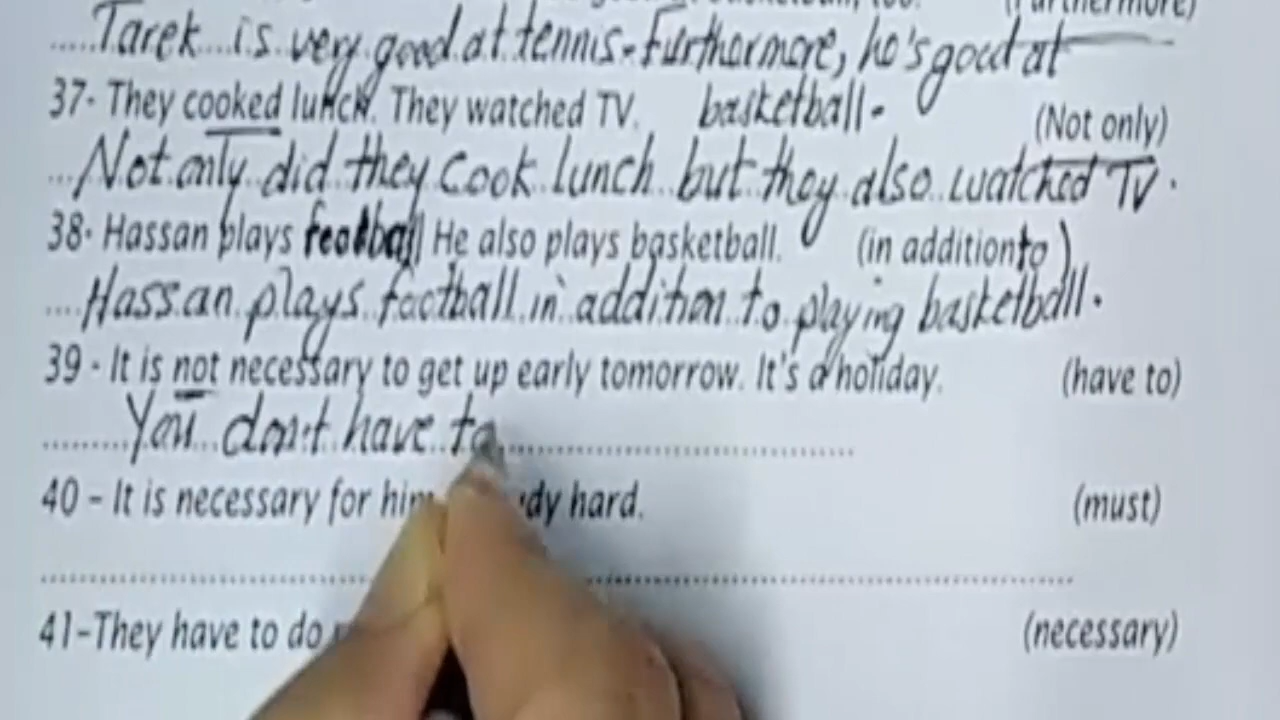 (Furthermore)
Tarek is very good at tennis. Furthermore, he's good at
basketball.
37- They cooked lunch. They watched TV. (Not only)
Not only did they cook lunch but they also watched TV.
38- Hassan plays football He also plays basketball. (in addition to)
Hassan plays football in addition to playing basketball.
39 - It is not necessary to get up early tomorrow. It's a holiday. (have to)
You don't have to
40 - It is necessary for him hard. (must)
41-They have to do (necessary)